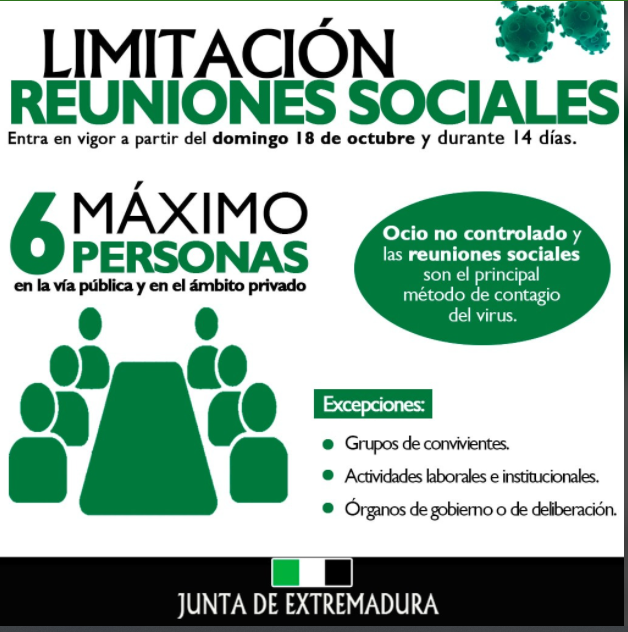 LIMITACIÓN
REUNIONES SOCIALES
Entra en vigor a partir del domingo 18 de octubre y durante 14 días.
6 MÁXIMO
PERSONAS
en la vía pública y en el ámbito privado
Ocio no controlado y
las reuniones sociales
son el principal
método de contagio
del virus.
Excepciones:
Grupos de convivientes.
Actividades laborales e institucionales.
Órganos de gobierno o de deliberación.
JUNTA DE EXTREMADURA